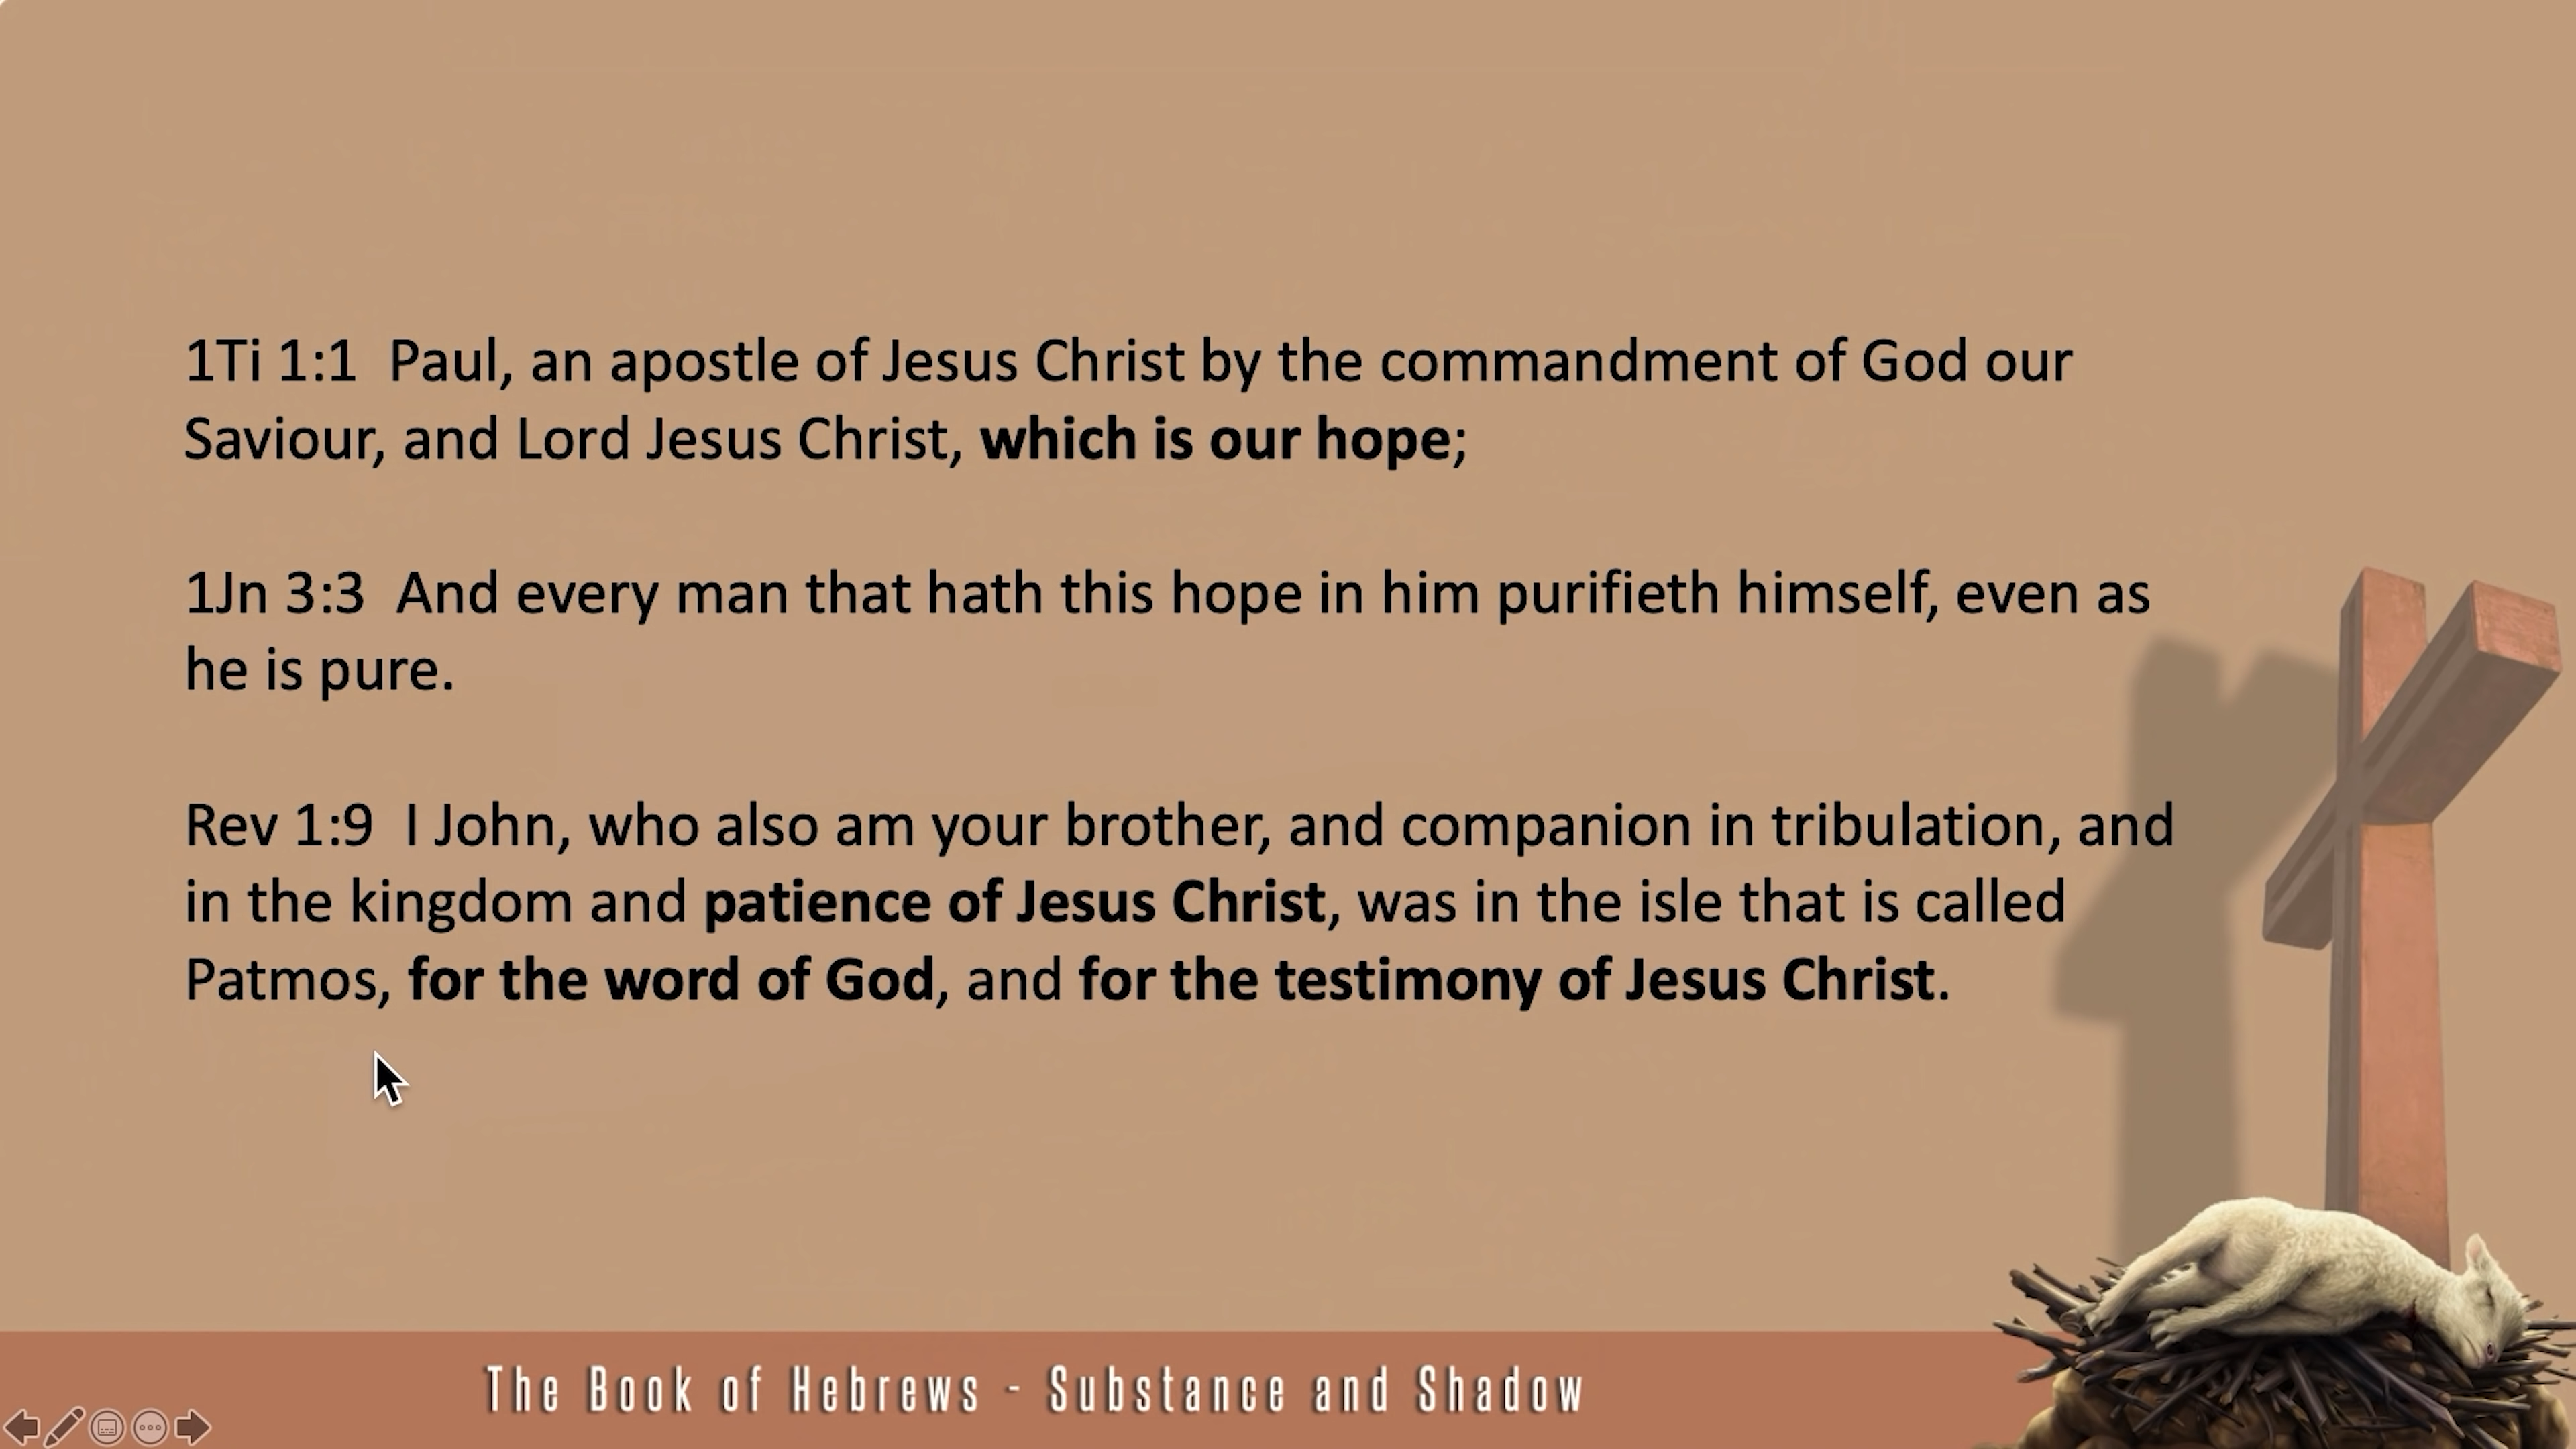 1Ti 1:1  Paul, an apostle of Jesus Christ by the commandment of God our
Saviour, and Lord Jesus Christ, which is our hope;
1Jn 3:3  And every man that hath this hope in him purifieth himself, even as
he is pure.
Rev 1:9  I John, who also am your brother, and companion in tribulation, and
in the kingdom and patience of Jesus Christ, was in the isle that is called
Patmos, for the word of God, and for the testimony of Jesus Christ.
The Book of Hebrews - Substance and Shadow